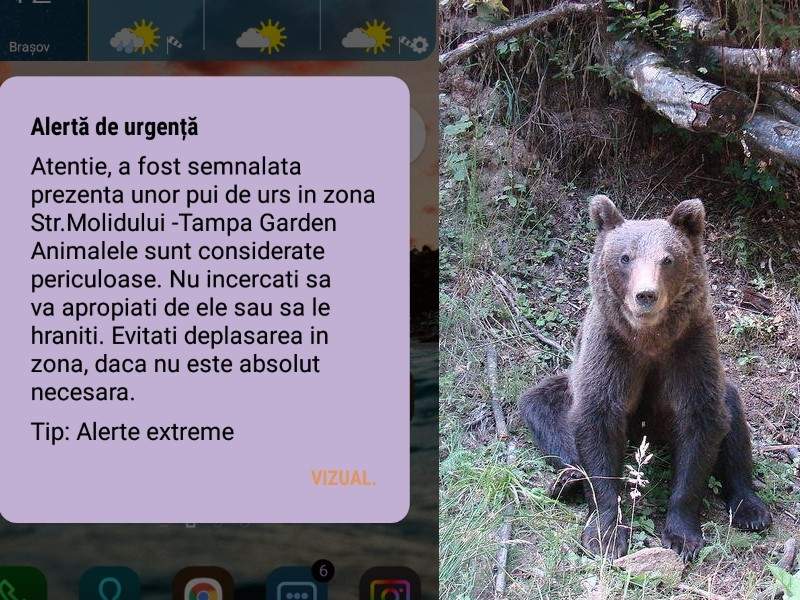 Brașov
Alertă de urgență
Atentie, a fost semnalata
prezenta unor pui de urs in zona
Str.Molidului -Tampa Garden
Animalele sunt considerate
periculoase. Nu incercati sa
va apropiati de ele sau sa le
hraniti. Evitati deplasarea in
zona, daca nu este absolut
necesara.
Tip: Alerte extreme
VIZUAL.
6